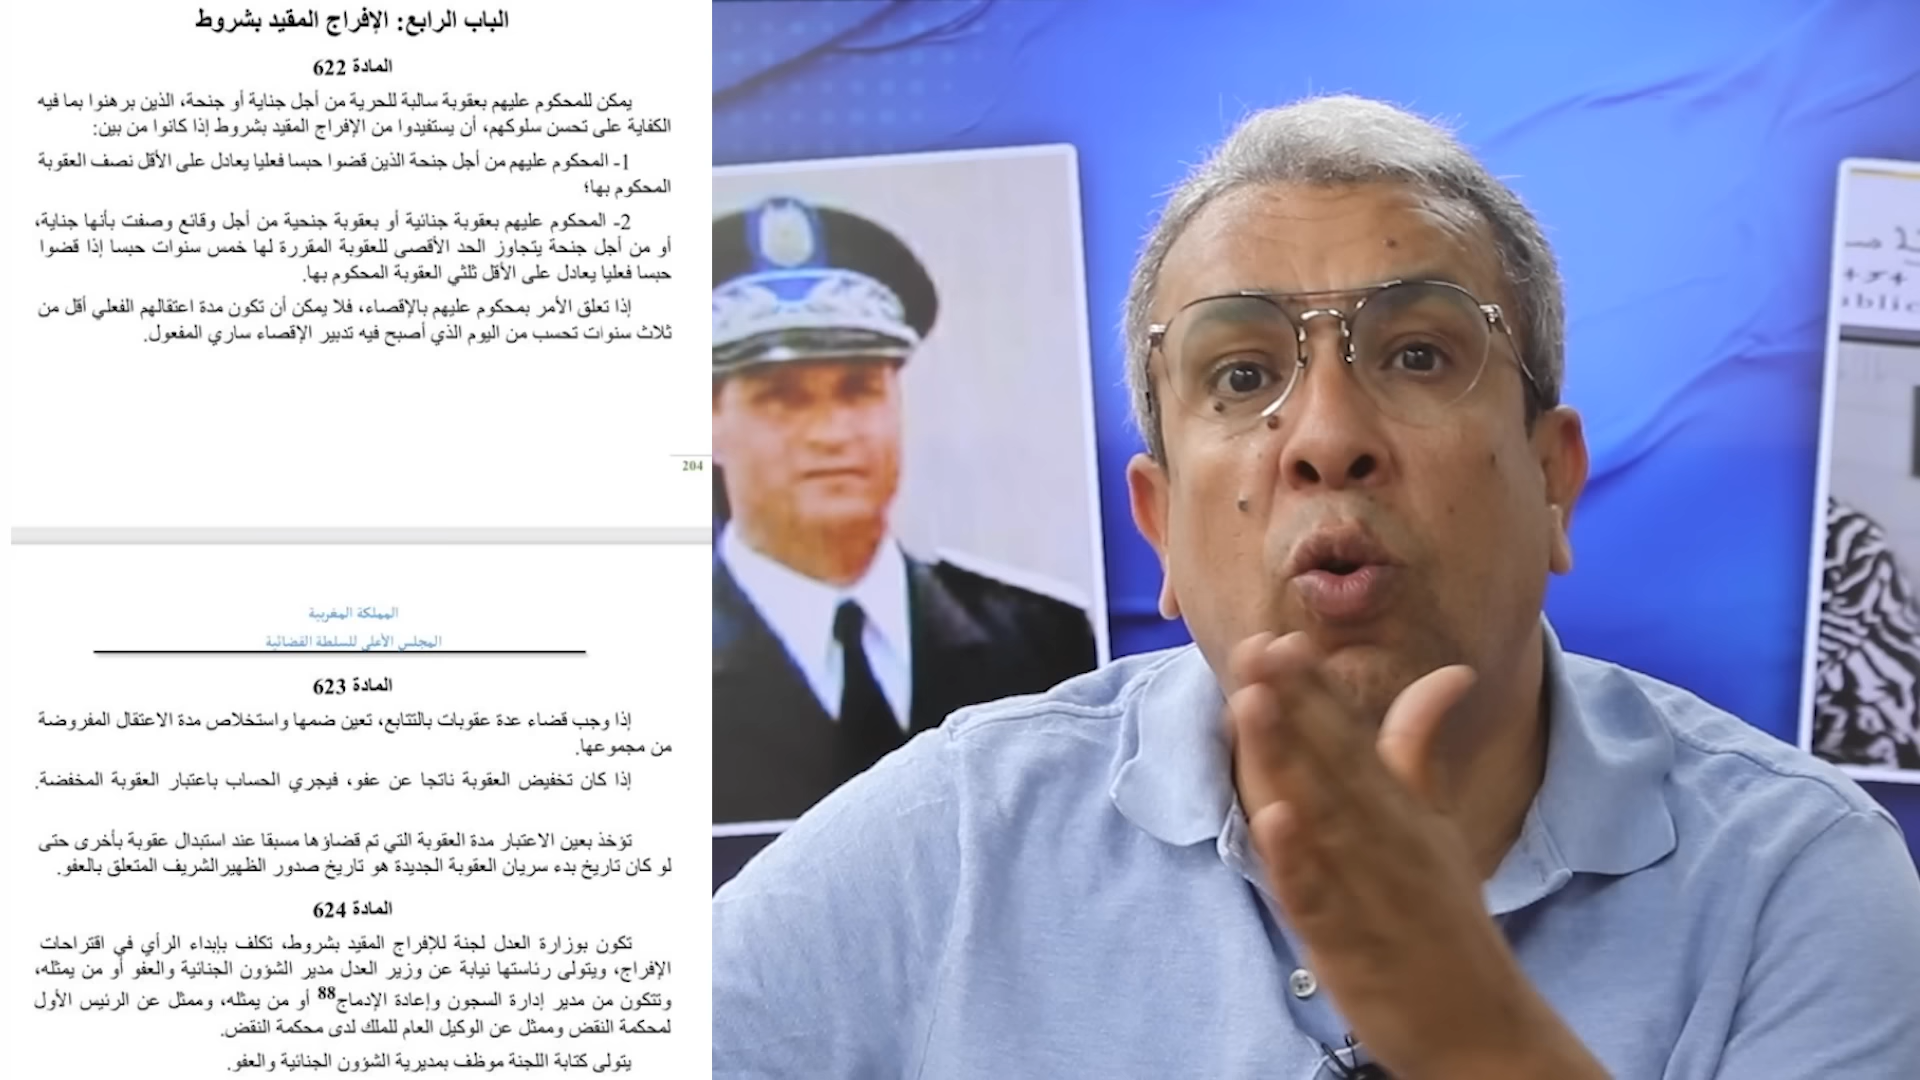 الباب الرابع: الإفراج المقيد بشروط
المادة 622
يمكن للمحكوم عليهم بعقوبة سالبة للحرية من أجل جناية أو جنحة، الذين برهنوا بما فيه
الكفاية على تحسن سلوكهم، أن يستفيدوا من الإفراج المقيد بشروط إذا كانوا من بين:
1- المحكوم عليهم من أجل جنحة الذين قضوا حبسا فعليا يعادل على الأقل نصف العقوبة
المحكوم بها؛
2- المحكوم عليهم بعقوبة جنائية أو بعقوبة جنحية من أجل وقائع وصفت بأنها جناية،
أو من أجل جنحة يتجاوز الحد الأقصى للعقوبة المقررة لها خمس سنوات حبسا إذا قضوا
حبسا فعليا يعادل على الأقل ثلثي العقوبة المحكوم بها.
إذا تعلق الأمر بمحكوم عليهم بالإقصاء، فلا يمكن أن تكون مدة اعتقالهم الفعلي أقل من
ثلاث سنوات تحسب من اليوم الذي أصبح فيه تدبير الإقصاء ساري المفعول.
204
المملكة المغربية
المجلس الأعلى للسلطة القضائية
المادة 623
إذا وجب قضاء عدة عقوبات بالتتابع، تعين ضمها واستخلاص مدة الاعتقال المفروضة
من مجموعها.
إذا كان تخفيض العقوبة ناتجا عن عفو، فيجري الحساب باعتبار العقوبة المخفضة.
تؤخذ بعين الاعتبار مدة العقوبة التي تم قضاؤها مسبقا عند استبدال عقوبة بأخرى حتى
لو كان تاريخ بدء سريان العقوبة الجديدة هو تاريخ صدور الظهيرالشريف المتعلق بالعفو.
المادة 624
تكون بوزارة العدل لجنة للإفراج المقيد بشروط، تكلف بإبداء الرأي في اقتراحات
الإفراج، ويتولى رئاستها نيابة عن وزير العدل مدير الشؤون الجنائية والعفو أو من يمثله،
وتتكون من مدير إدارة السجون وإعادة الإدماج88 أو من يمثله، وممثل عن الرئيس الأول
لمحكمة النقض وممثل عن الوكيل العام للملك لدى محكمة النقض.
يتولى كتابة اللجنة موظف بمديرية الشؤون الجنائية والعفو.